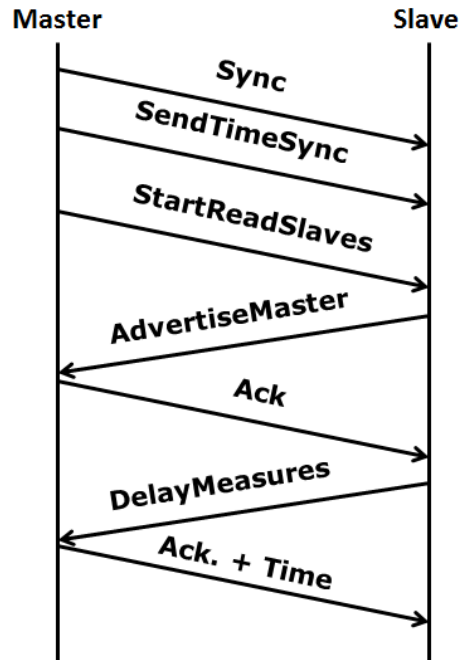 Master
Slave
Sync
SendTimeSync
StartReadSlaves
AdvertiseMaster
Ack
DelayMeasures
Ack. + Time